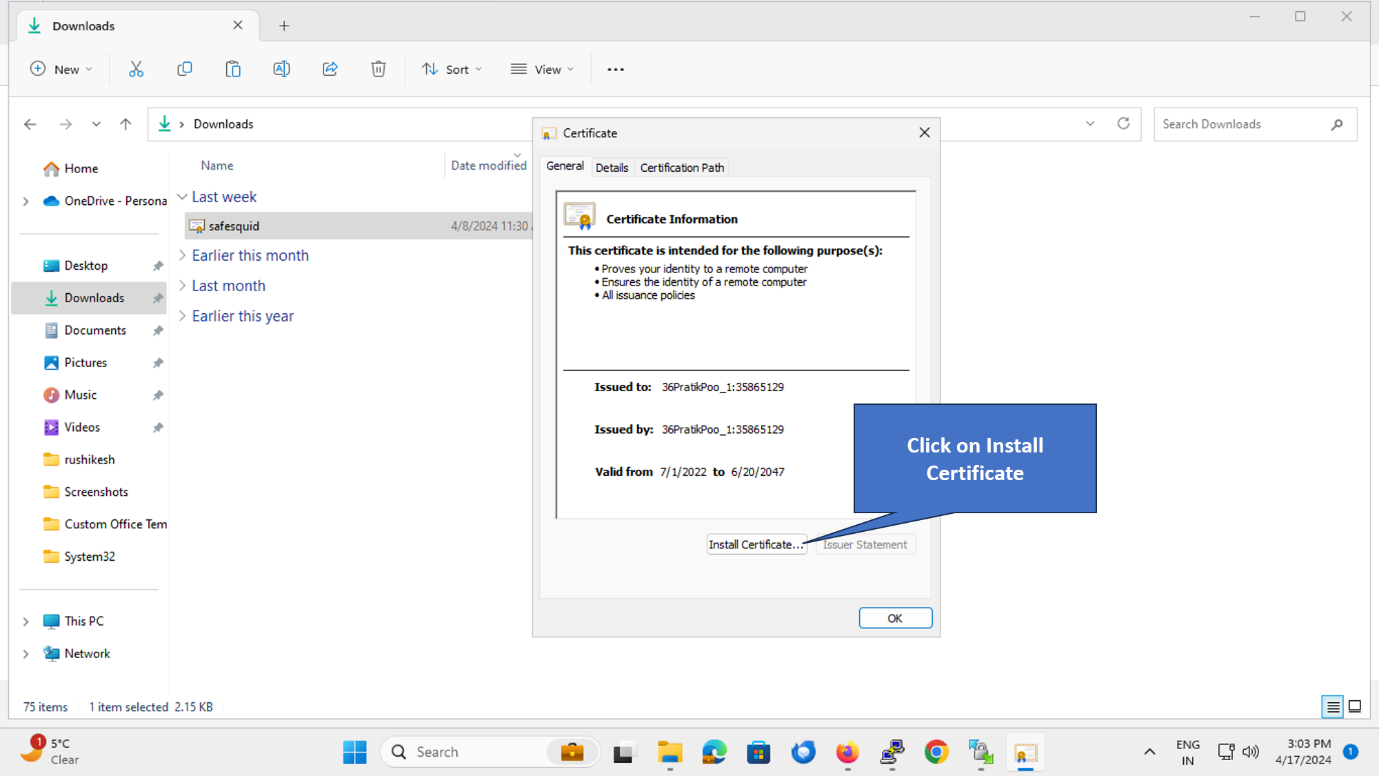 Downloads
New
Sort
View
Downloads
Search Downloads
Home
OneDrive - Persona
Desktop
Downloads
Documents
Pictures
Music
Videos
rushikesh
Screenshots
Custom Office Tem
System32
This PC
Network
Name
Date modified
Last week
safesquid
4/8/2024 11:30
Earlier this month
Last month
Earlier this year
Certificate
General
Details
Certification Path
Certificate Information
This certificate is intended for the following purpose(s):
• Proves your identity to a remote computer
• Ensures the identity of a remote computer
• All issuance policies
Issued to: 36PratikPoo_1:35865129
Issued by: 36PratikPoo_1:35865129
Valid from 7/1/2022 to 6/20/2047
Click on Install
Certificate
Install Certificate...
Issuer Statement
OK
75 items
1 item selected 2.15 KB
1
5°C
Clear
Search
ENG
IN
3:03 PM
4/17/2024
1